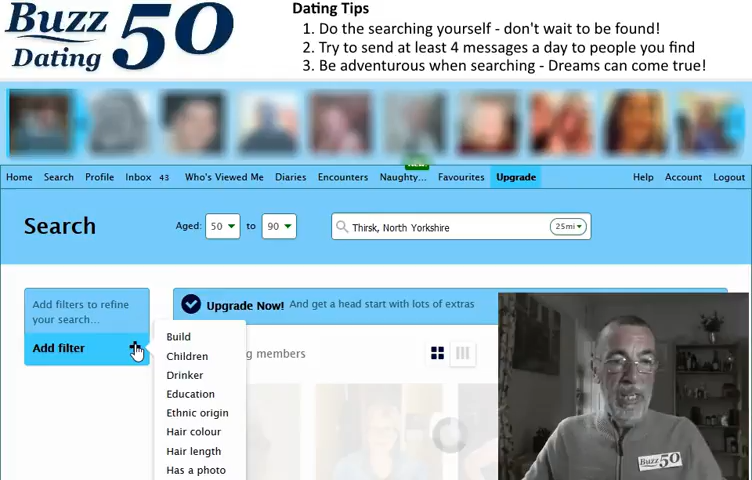 Buzz 50
Dating
Dating Tips
1. Do the searching yourself - don't wait to be found!
2. Try to send at least 4 messages a day to people you find
3. Be adventurous when searching - Dreams can come true!
Home Search Profile Inbox 43 Who's Viewed Me Diaries Encounters Naughty... Favourites Upgrade Help Account Logout
Search
Aged: 50 to 90
Thirsk, North Yorkshire 25mi
Add filters to refine
your search...
Add filter
Upgrade Now! And get a head start with lots of extras
Build
Children
Drinker
Education
Ethnic origin
Hair colour
Hair length
Has a photo
members
Buzz 50